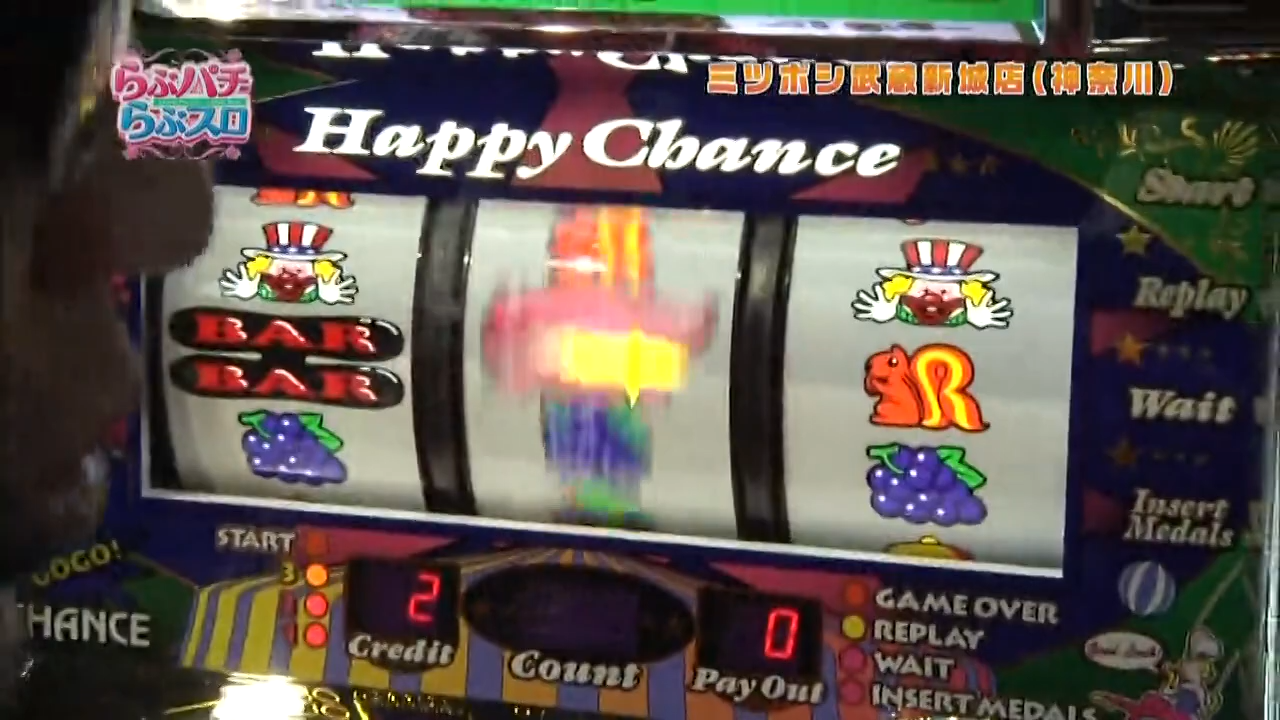 らぶパチ
らぶスロ
ミツボシ武蔵新城店(神奈川)
Happy Chance
Start
Replay
Wait
Insert
Medals
BAR
BAR
START
3
2
Credit
Count
0
Pay Out
GAME OVER
REPLAY
WAIT
INSERT MEDALS
GOGO!
CHANCE